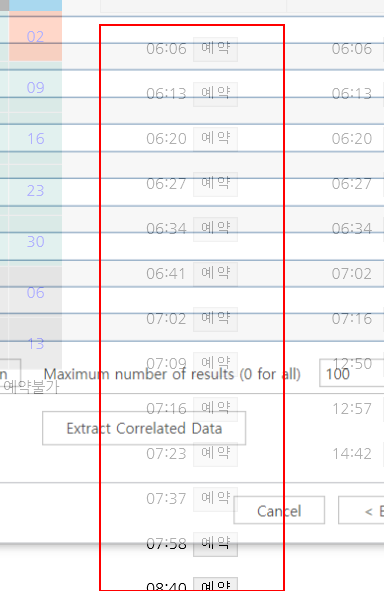 02 06:06 예약 06:06
09 06:13 예약 06:13
16 06:20 예약 06:20
23 06:27 예약 06:27
30 06:34 예약 06:34
06 06:41 예약 07:02
07:02 예약 07:16
13 07:09 예약 12:50
n Maximum number of results (0 for all) 100
예약불가
07:16 예약 12:57
Extract Correlated Data
07:23 예약 14:42
07:37 예약
Cancel <
07:58 예약
08:40 예약